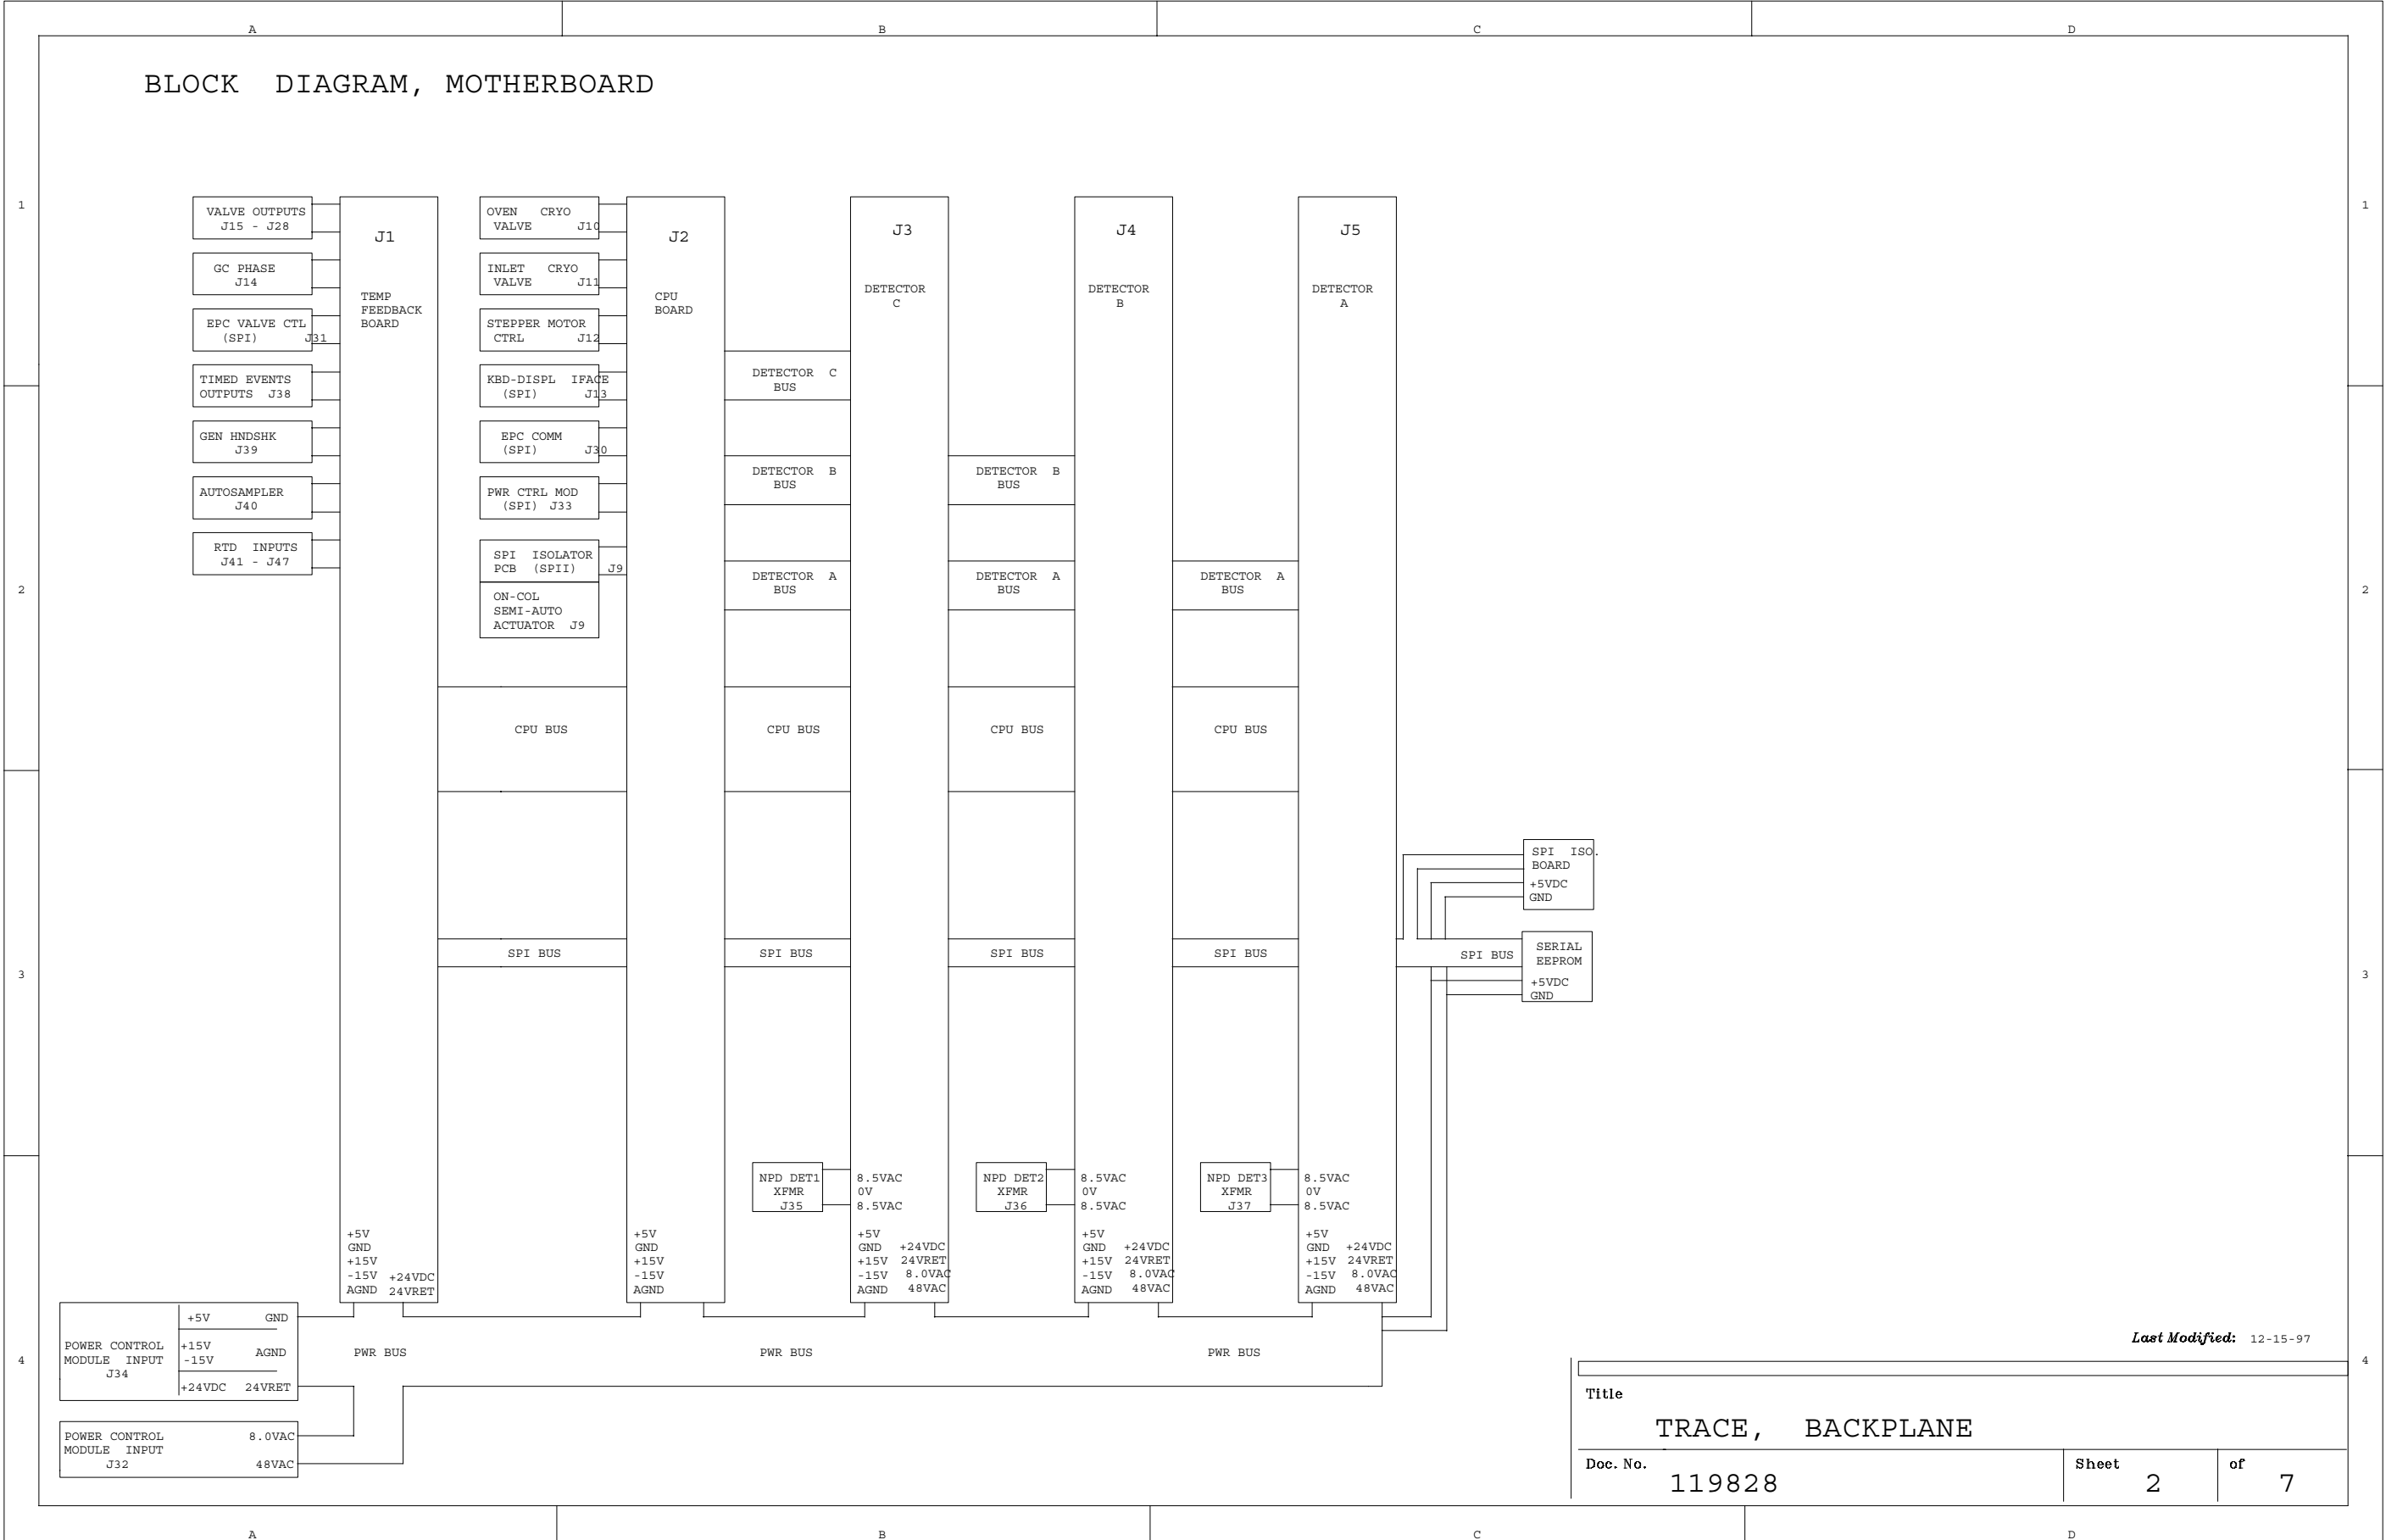 A B C D
BLOCK DIAGRAM, MOTHERBOARD
1 1
2 2
3 3
4 4
VALVE OUTPUTS
J15 - J28
GC PHASE
J14
EPC VALVE CTL
(SPI) J31
TIMED EVENTS
OUTPUTS J38
GEN HNDSHK
J39
AUTOSAMPLER
J40
RTD INPUTS
J41 - J47
J1
TEMP
FEEDBACK
BOARD
+5V
GND
+15V
-15V +24VDC
AGND 24VRET
OVEN CRYO
VALVE J10
INLET CRYO
VALVE J11
STEPPER MOTOR
CTRL J12
KBD-DISPL IFACE
(SPI) J13
EPC COMM
(SPI) J30
PWR CTRL MOD
(SPI) J33
SPI ISOLATOR
PCB (SPII) J9
ON-COL
SEMI-AUTO
ACTUATOR J9
CPU BUS
SPI BUS
J2
CPU
BOARD
+5V
GND
+15V
-15V
AGND
DETECTOR C
BUS
DETECTOR B
BUS
DETECTOR A
BUS
CPU BUS
SPI BUS
NPD DET1
XFMR
J35
J3
DETECTOR
C
8.5VAC
0V
8.5VAC
+5V
GND +24VDC
+15V 24VRET
-15V 8.0VAC
AGND 48VAC
DETECTOR B
BUS
DETECTOR A
BUS
CPU BUS
SPI BUS
NPD DET2
XFMR
J36
J4
DETECTOR
B
8.5VAC
0V
8.5VAC
+5V
GND +24VDC
+15V 24VRET
-15V 8.0VAC
AGND 48VAC
DETECTOR A
BUS
CPU BUS
SPI BUS
NPD DET3
XFMR
J37
J5
DETECTOR
A
8.5VAC
0V
8.5VAC
+5V
GND +24VDC
+15V 24VRET
-15V 8.0VAC
AGND 48VAC
SPI ISO.
BOARD
+5VDC
GND
SPI BUS
SERIAL
EEPROM
+5VDC
GND
POWER CONTROL
MODULE INPUT
J34
+5V GND
+15V
-15V
AGND
+24VDC 24VRET
PWR BUS PWR BUS PWR BUS
POWER CONTROL
MODULE INPUT
J32
8.0VAC
48VAC
Last Modified: 12-15-97
Title
TRACE, BACKPLANE
Doc. No.
119828
Sheet
2
of
7
A B C D